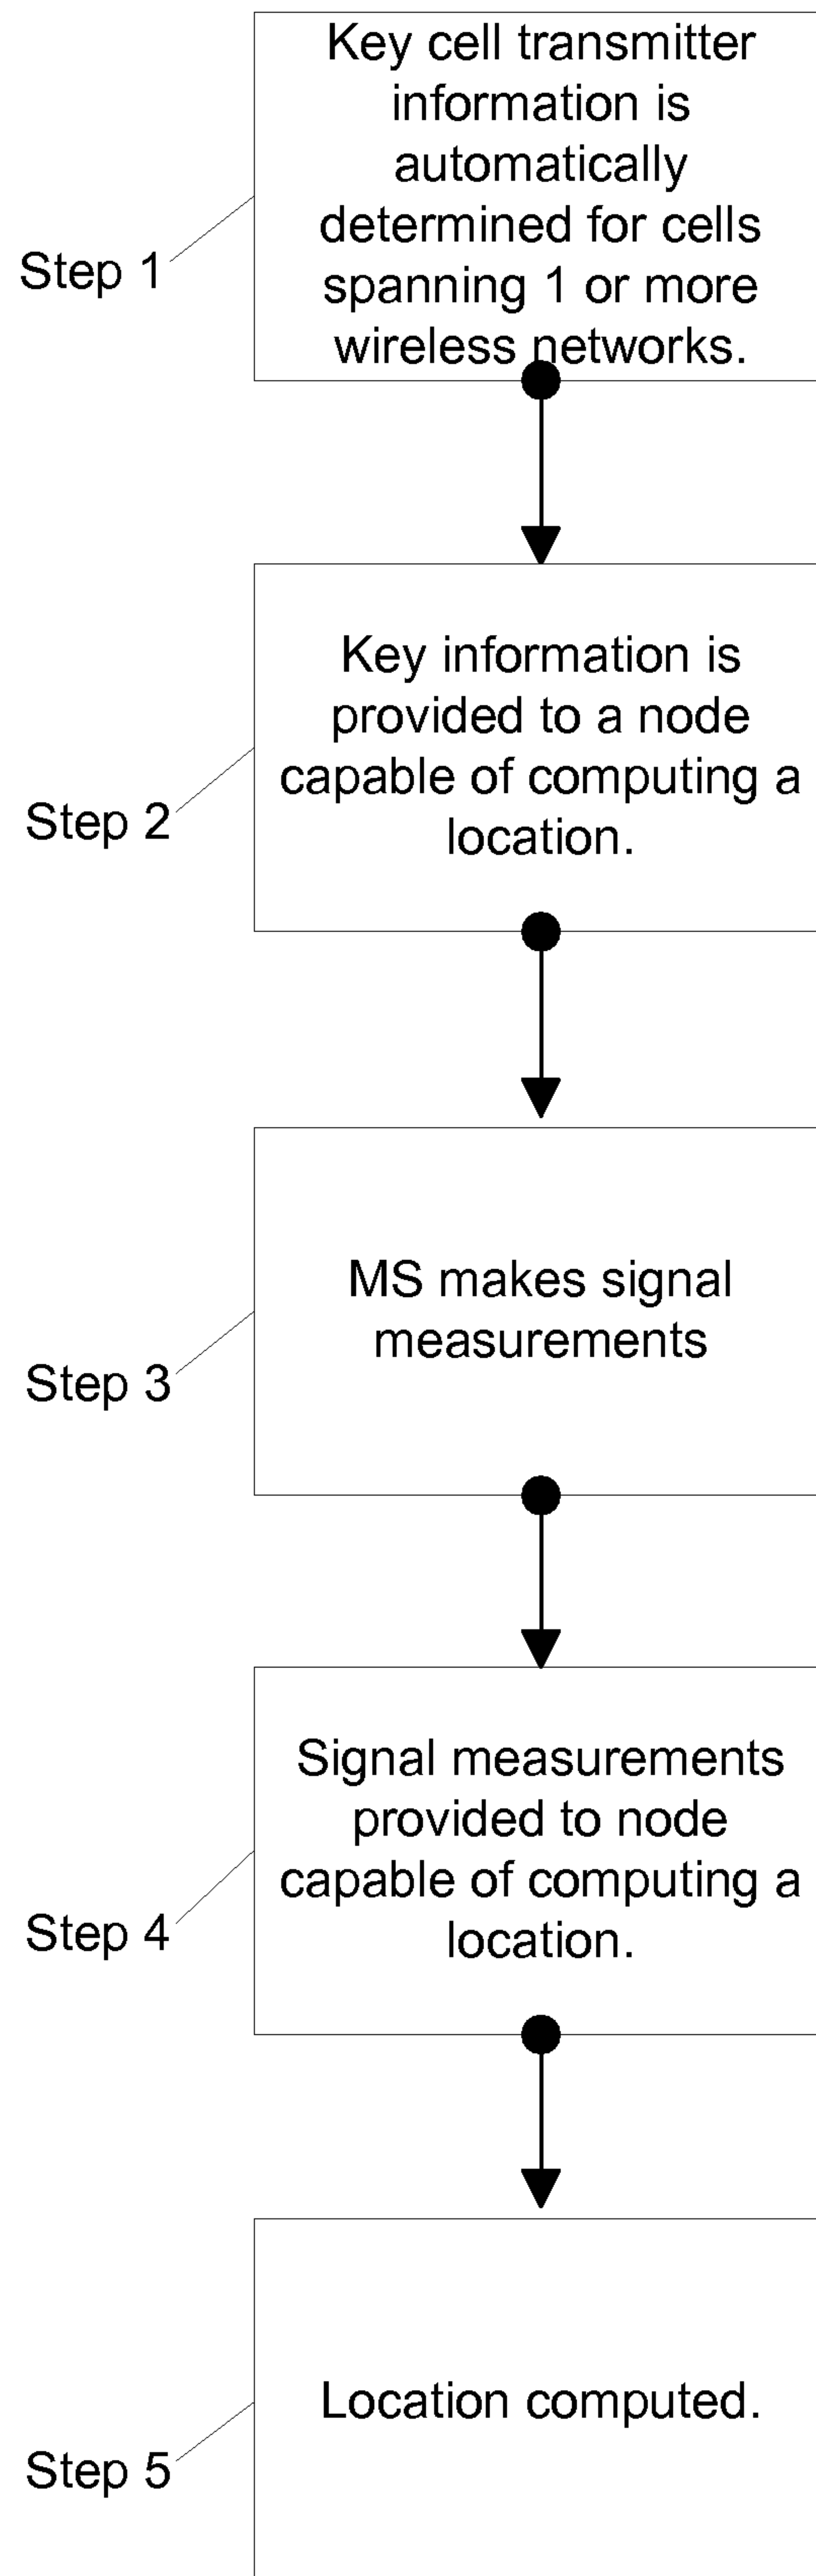 Key cell transmitter
information is
automatically
determined for cells
spanning 1 or more
wireless networks.
Step 1
Key information is
provided to a node
capable of computing a
location.
Step 2
MS makes signal
measurements
Step 3
Signal measurements
provided to node
capable of computing a
location.
Step 4
Location computed.
Step 5